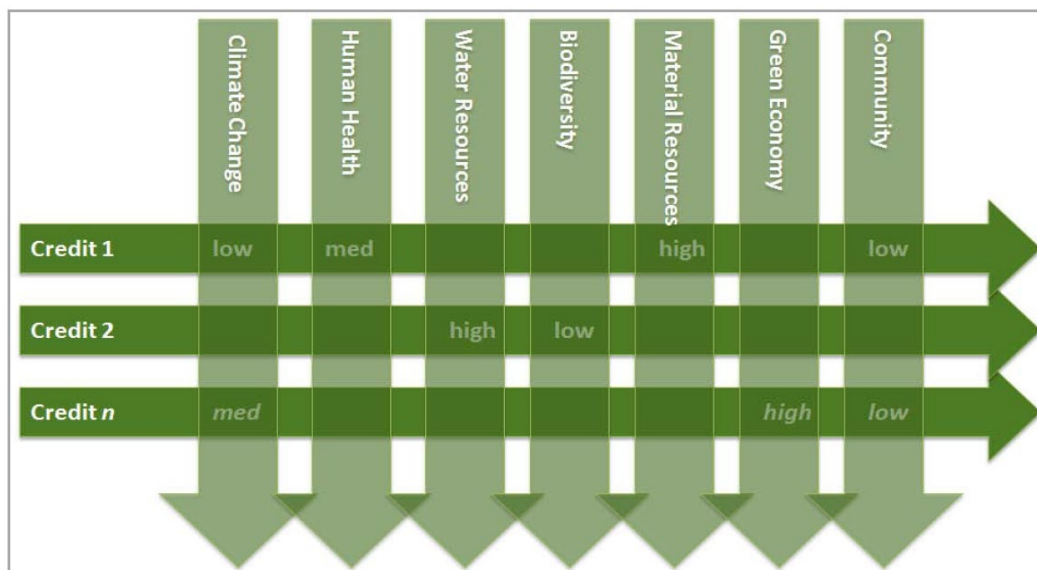 Climate Change
Human Health
Water Resources
Biodiversity
Material Resources
Green Economy
Community
Credit 1 low med high low
Credit 2 high low
Credit n med high low